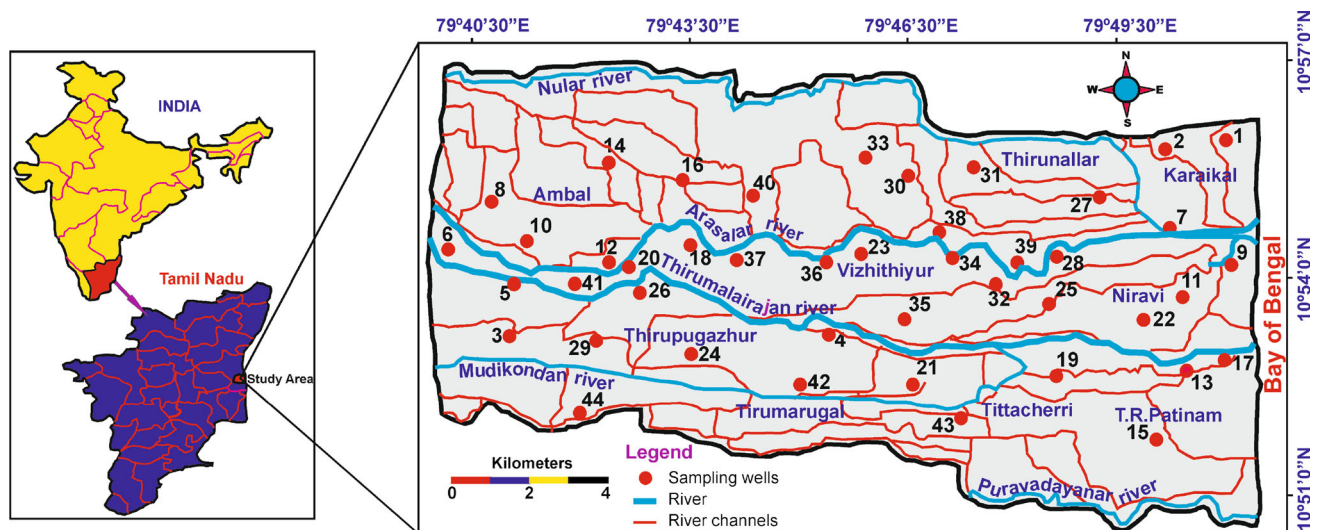 79º40'30”E
79º43'30”E
79º46'30”E
79º49'30”E
10º57'0”N
10º54'0”N
10º51'0”N
INDIA
Tamil Nadu
Study Area
N
W E
S
Nular river
33
2
1
14
Thirunallar
16
31
Karaikal
8
Ambal
40
30
27
Arasalar river
6
10
38
7
12
20
18
37
36
23
Vizhithiyur
34
39
28
9
5
41
26
Thirumalairajan river
35
32
25
Niravi
11
22
3
29
Thirupugazhur
24
4
Mudikondan river
42
21
19
13
17
44
Tirumarugal
43
Tittacherri
T.R.Patinam
15
Puravadayanar river
Bay of Bengal
Kilometers
0 2 4
Legend
Sampling wells
River
River channels